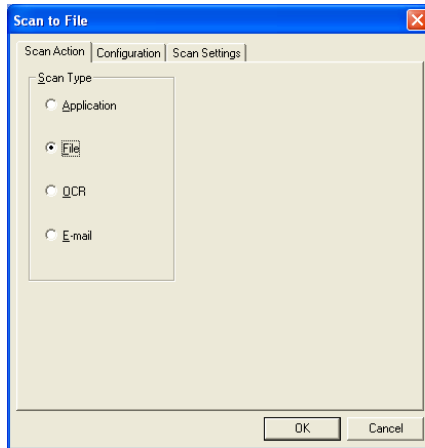 Scan to File
Scan Action Configuration Scan Settings
Scan Type
Application
File
OCR
E-mail
OK Cancel